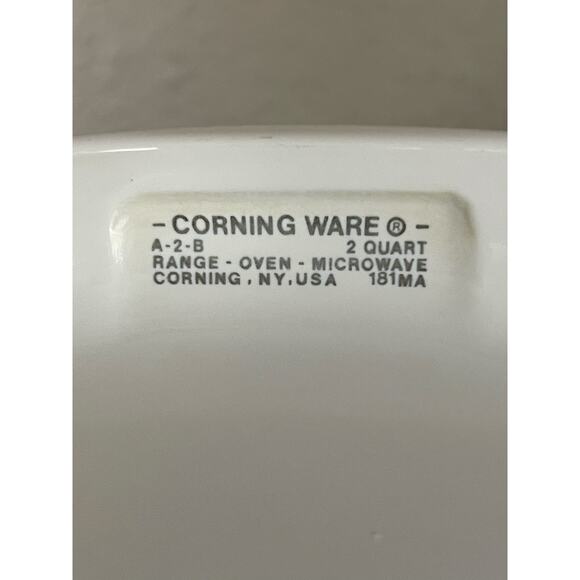 - CORNING WARE ® -
A-2-B 2 QUART
RANGE - OVEN - MICROWAVE
CORNING, NY, USA 181MA